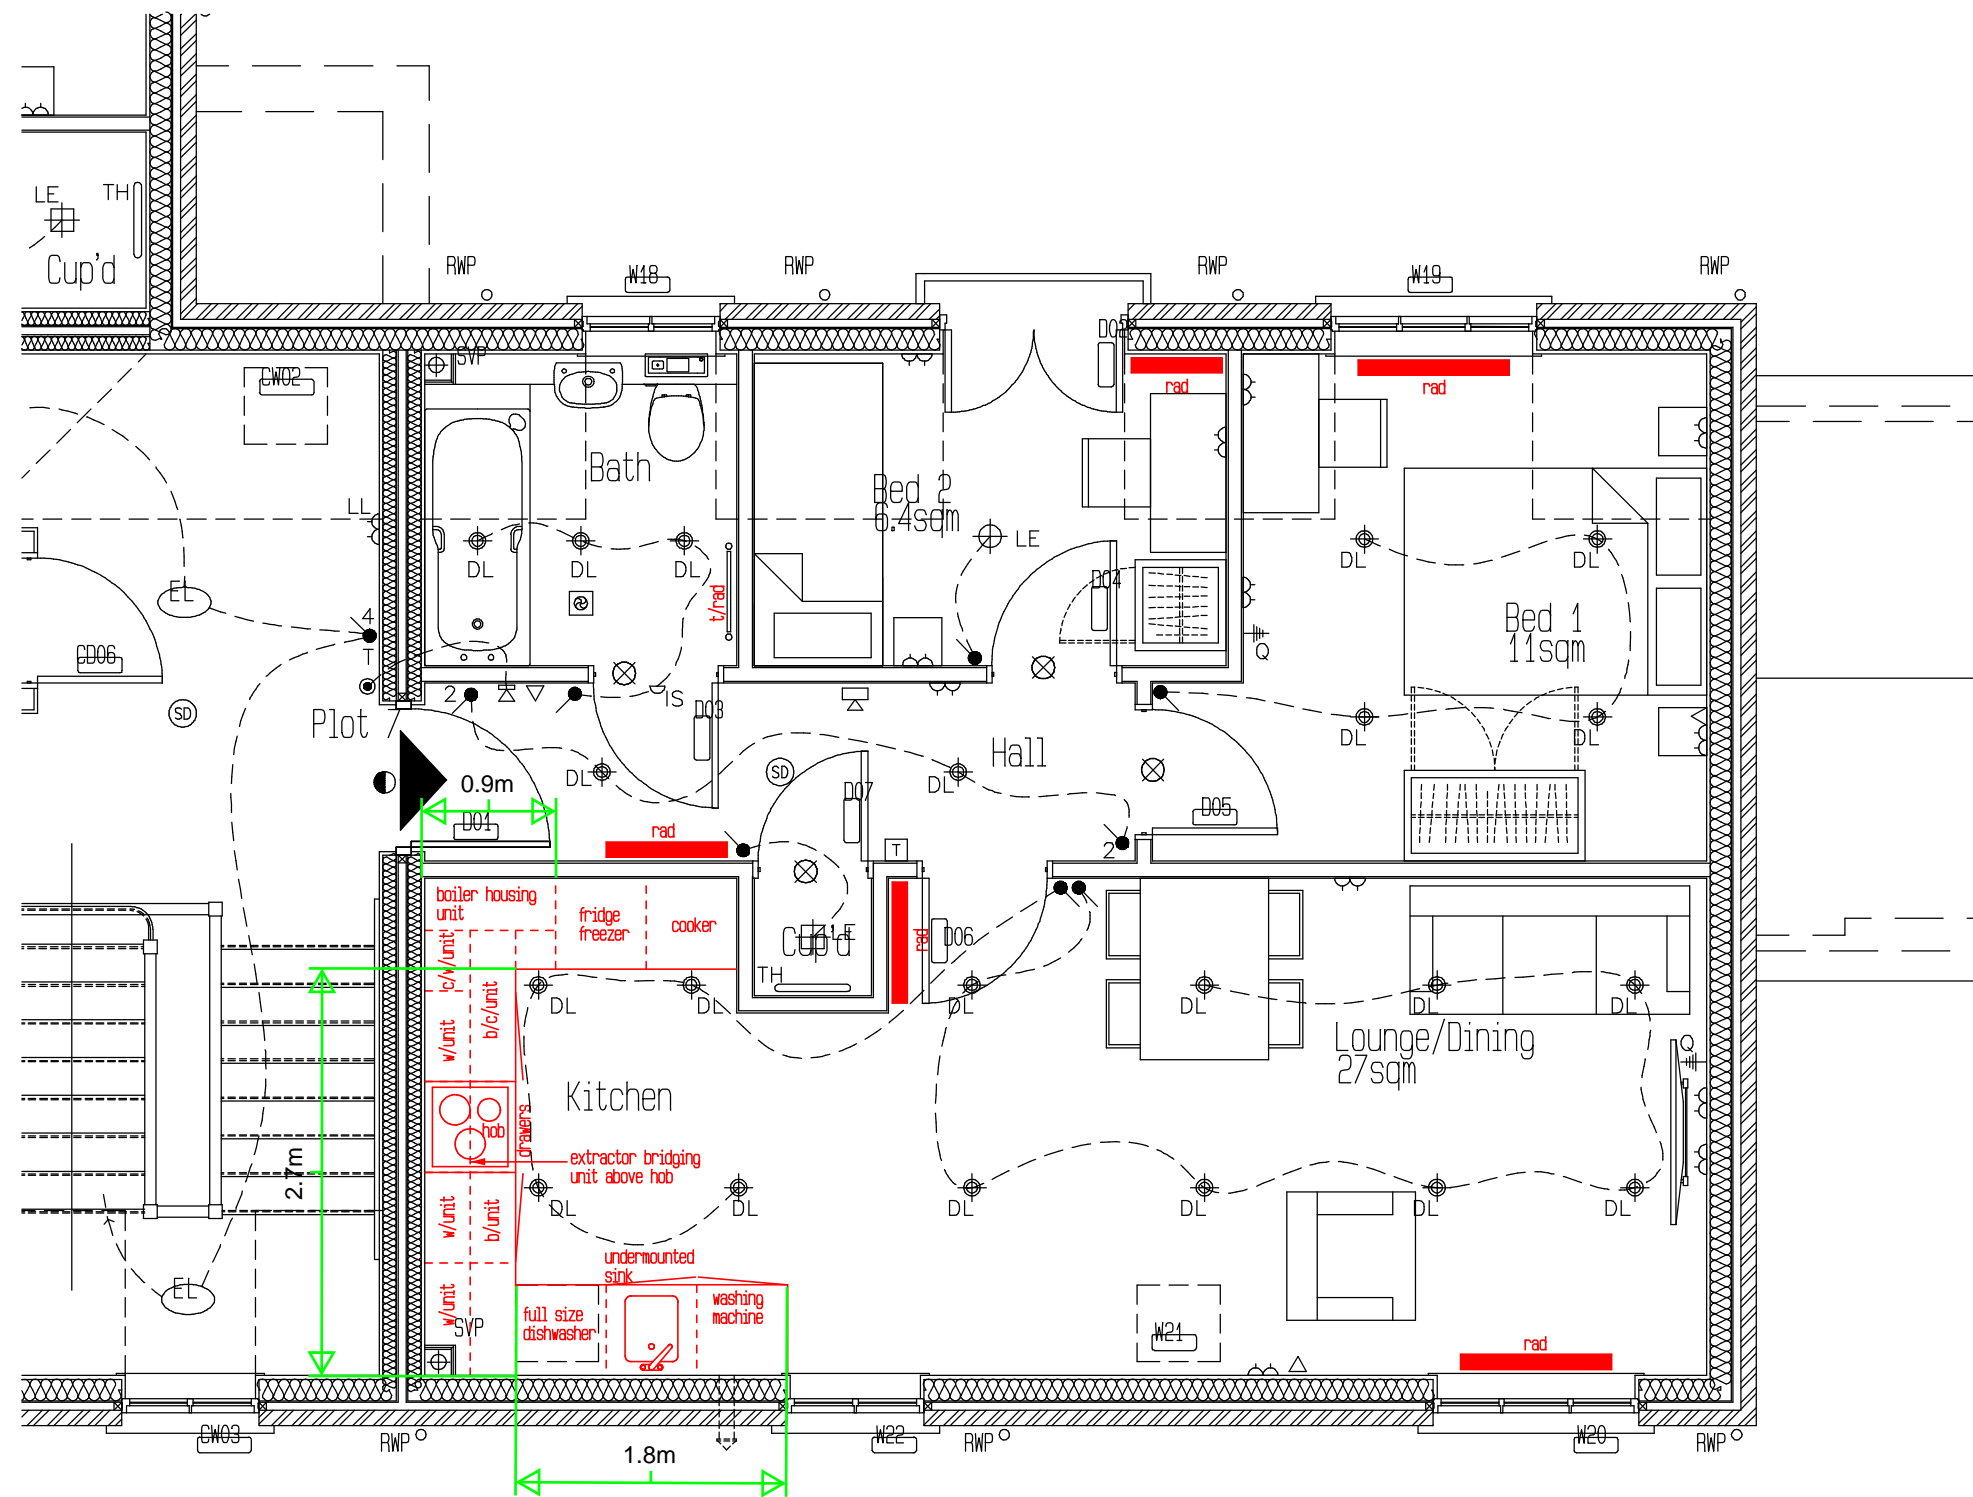 LE
TH
Cup'd
RWP
W18
RWP
RWP
W19
RWP
SVP
CW02
D02
rad
rad
Bath
Bed 2
6.4sqm
LL
LE
DL
DL
DL
DL
DL
t/rad
D04
EL
4
T
CD06
Bed 1
11sqm
Q
SD
Plot
2
IS
D03
DL
DL
Hall
DL
SD
DL
D07
D05
0.9m
D01
rad
T
2
boiler housing
unit
fridge
freezer
cooker
c/w/unit
Cup'd
LE
rad
D06
TH
b/c/unit
w/unit
DL
DL
DL
DL
DL
DL
Lounge/Dining
27sqm
Q
Kitchen
hob
drawers
extractor bridging
unit above hob
2.7m
w/unit
b/unit
DL
DL
DL
DL
DL
DL
undermounted
sink
EL
w/unit
full size
dishwasher
washing
machine
SVP
W21
rad
CW03
RWP
W22
RWP
W20
RWP
1.8m